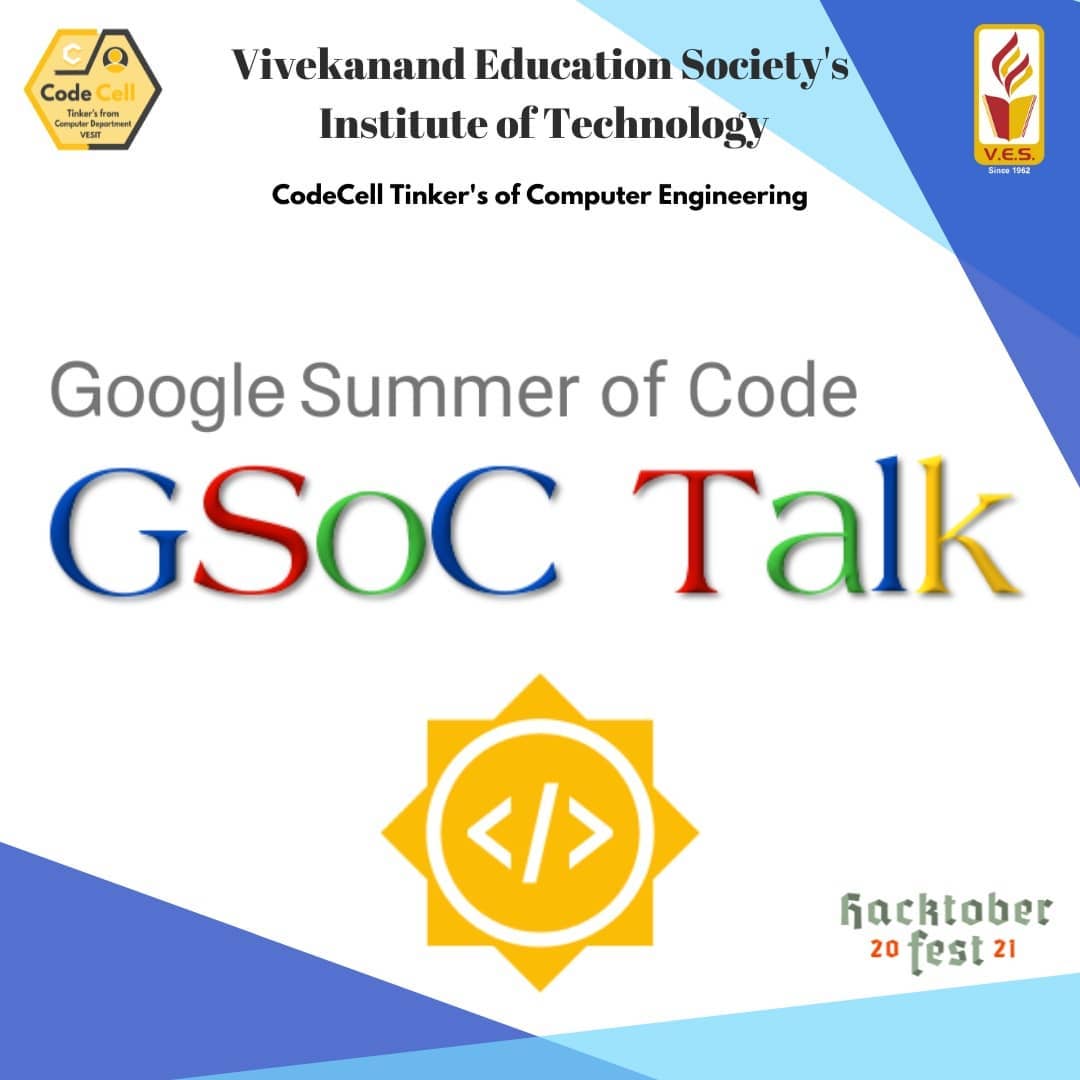 Code Cell
Tinker's from
Computer Department
VESIT
Vivekanand Education Society's
Institute of Technology
CodeCell Tinker's of Computer Engineering
V.E.S.
Since 1962
Google Summer of Code
GSoC Talk
</>
hacktober
20 fest 21